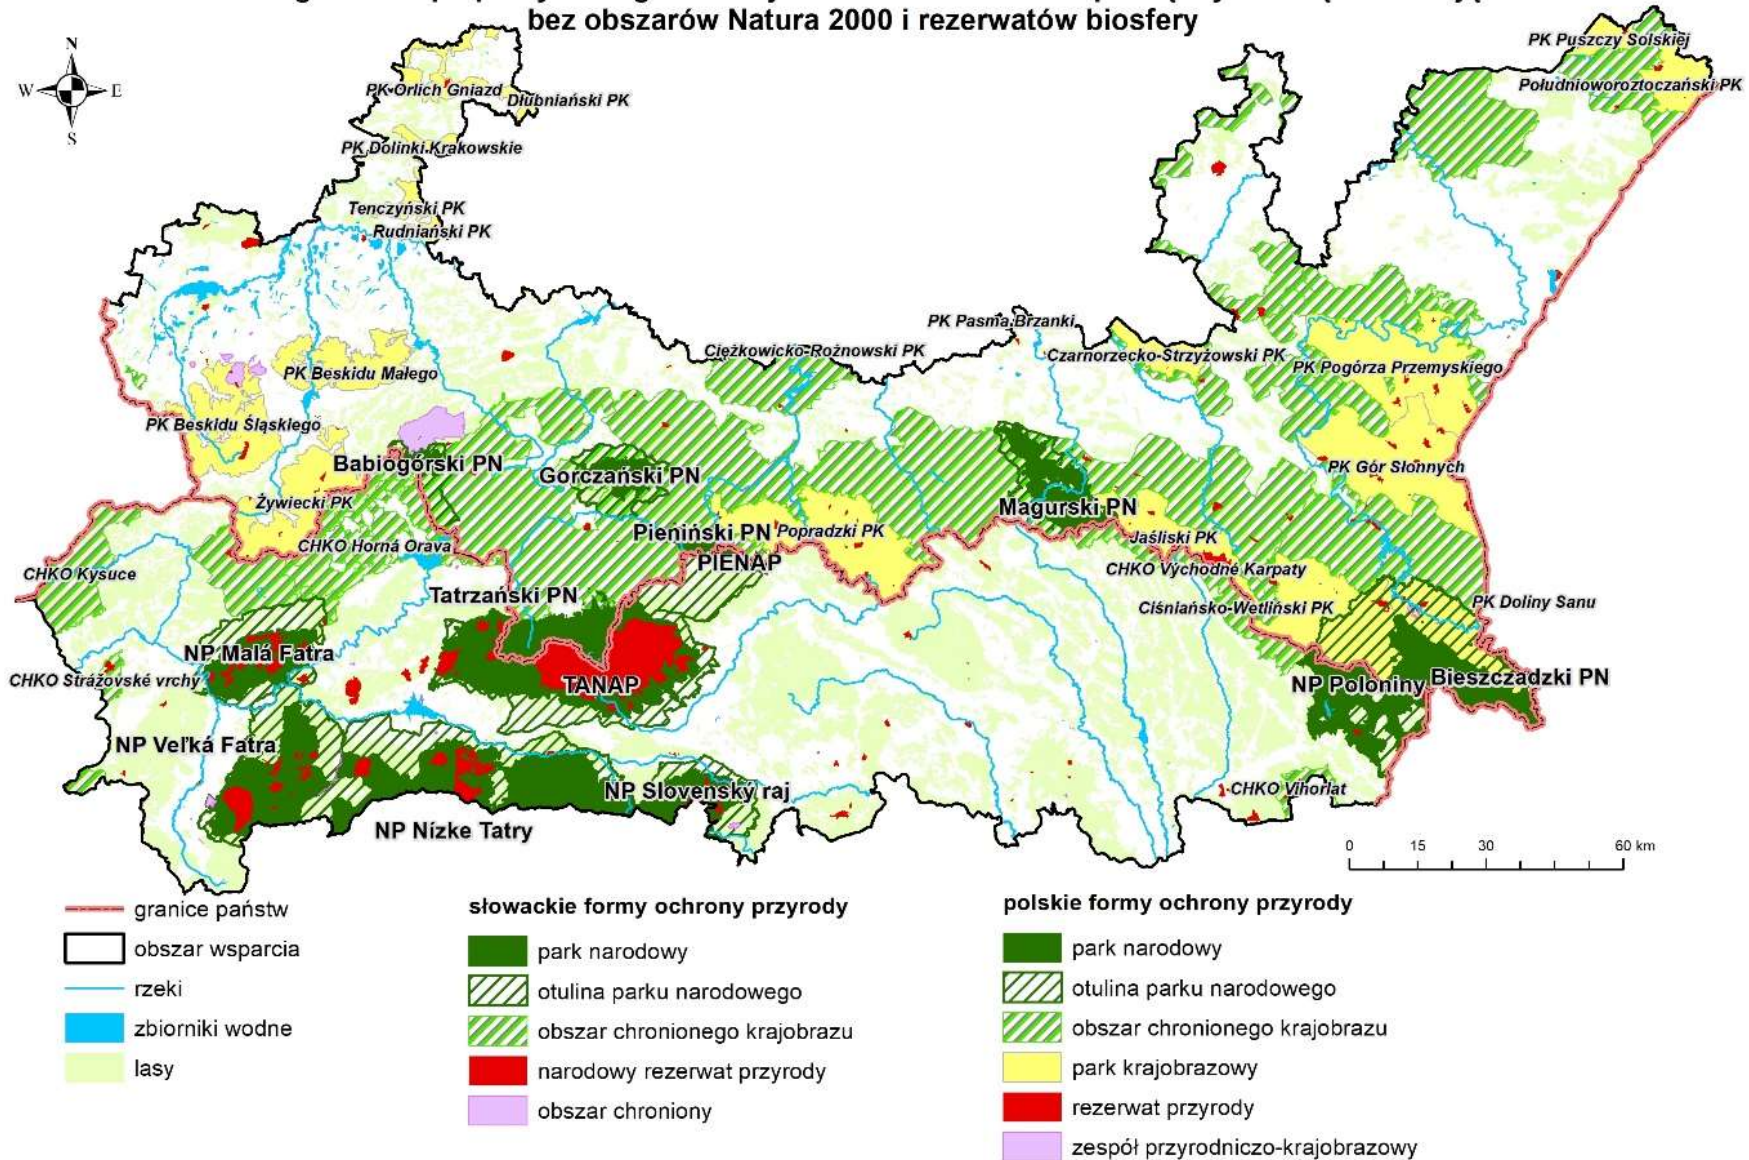 bez obszarów Natura 2000 i rezerwatów biosfery
N
W E
S
PK Puszczy Solskiej
Południoworoztoczański PK
PK Orlich Gniazd
Dłubniański PK
PK Dolinki Krakowskie
Tenczyński PK
Rudniański PK
PK Pasma Brzanki
Ciężkowicko-Rożnowski PK
Czarnorzecko-Strzyżowski PK
PK Pogórza Przemyskiego
PK Beskidu Małego
PK Beskidu Śląskiego
Babiogórski PN
Gorczański PN
PK Gór Słonnych
Żywiecki PK
Magurski PN
Pieniński PN
Popradzki PK
Jaśliski PK
CHKO Horná Orava
PIENAP
CHKO Kysuce
CHKO Východné Karpaty
Tatrzański PN
Ciśniańsko-Wetliński PK
PK Doliny Sanu
NP Malá Fatra
CHKO Strážovské vrchy
TANAP
NP Poloniny
Bieszczadzki PN
NP Veľká Fatra
NP Slovenský raj
CHKO Vihorlat
NP Nízke Tatry
0 15 30 60 km
granice państw
obszar wsparcia
rzeki
zbiorniki wodne
lasy
słowackie formy ochrony przyrody
park narodowy
otulina parku narodowego
obszar chronionego krajobrazu
narodowy rezerwat przyrody
obszar chroniony
polskie formy ochrony przyrody
park narodowy
otulina parku narodowego
obszar chronionego krajobrazu
park krajobrazowy
rezerwat przyrody
zespół przyrodniczo-krajobrazowy